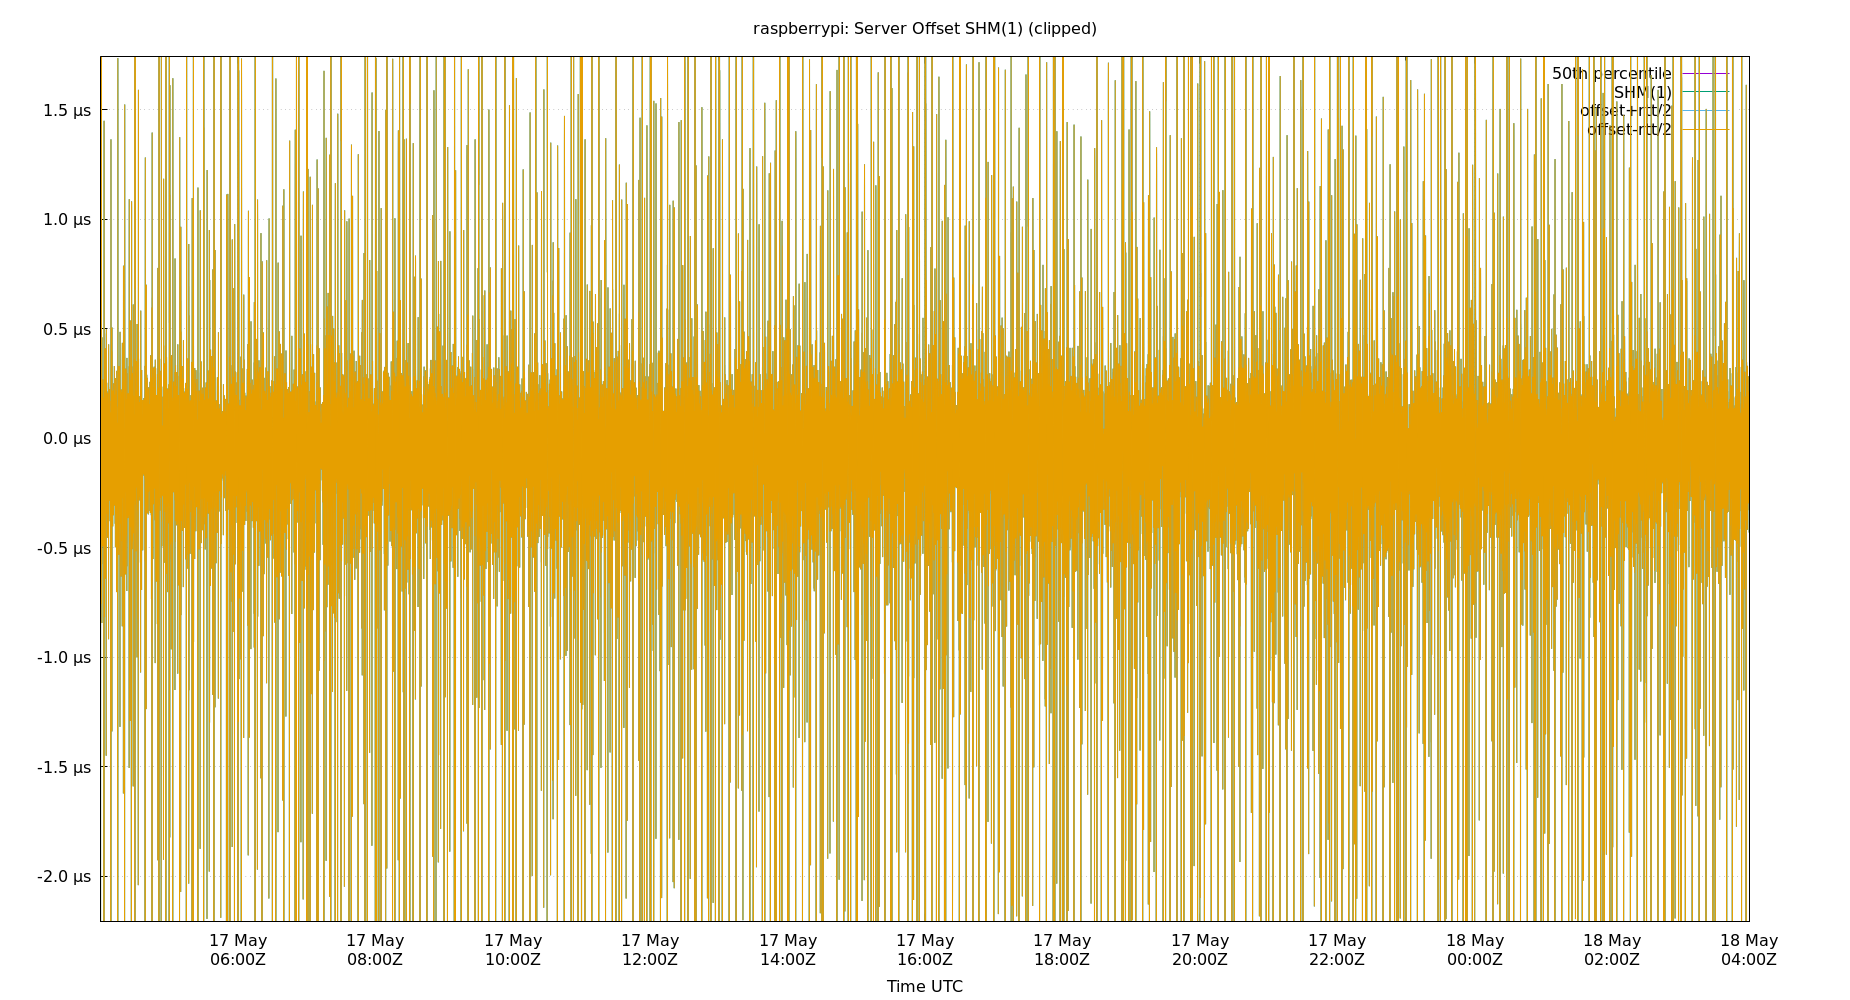 raspberrypi: Server Offset SHM(1) (clipped)
50th percentile
SHM(1)
offset+rtt/2
offset-rtt/2
1.5 µs
1.0 µs
0.5 µs
0.0 µs
-0.5 µs
-1.0 µs
-1.5 µs
-2.0 µs
17 May 17 May 17 May 17 May 17 May 17 May 17 May 17 May 17 May 18 May 18 May 18 May
06:00Z 08:00Z 10:00Z 12:00Z 14:00Z 16:00Z 18:00Z 20:00Z 22:00Z 00:00Z 02:00Z 04:00Z
Time UTC